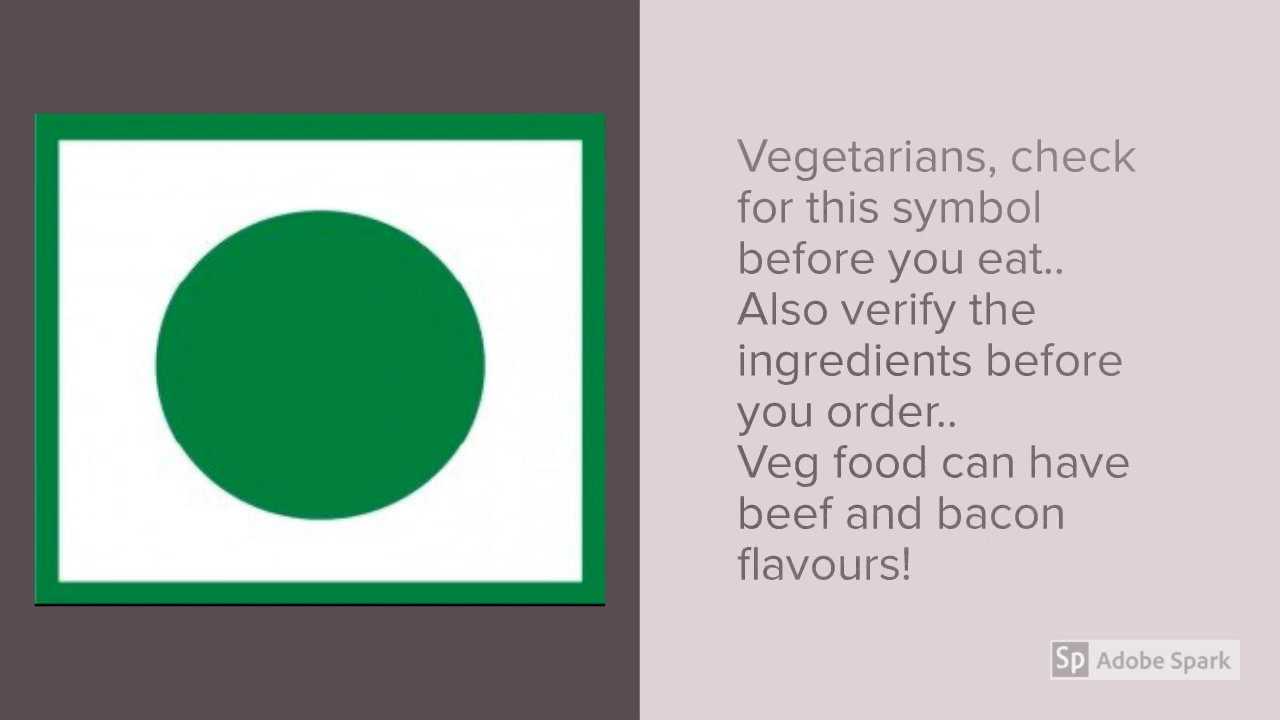 Vegetarians, check
for this symbol
before you eat..
Also verify the
ingredients before
you order..
Veg food can have
beef and bacon
flavours!
Sp Adobe Spark